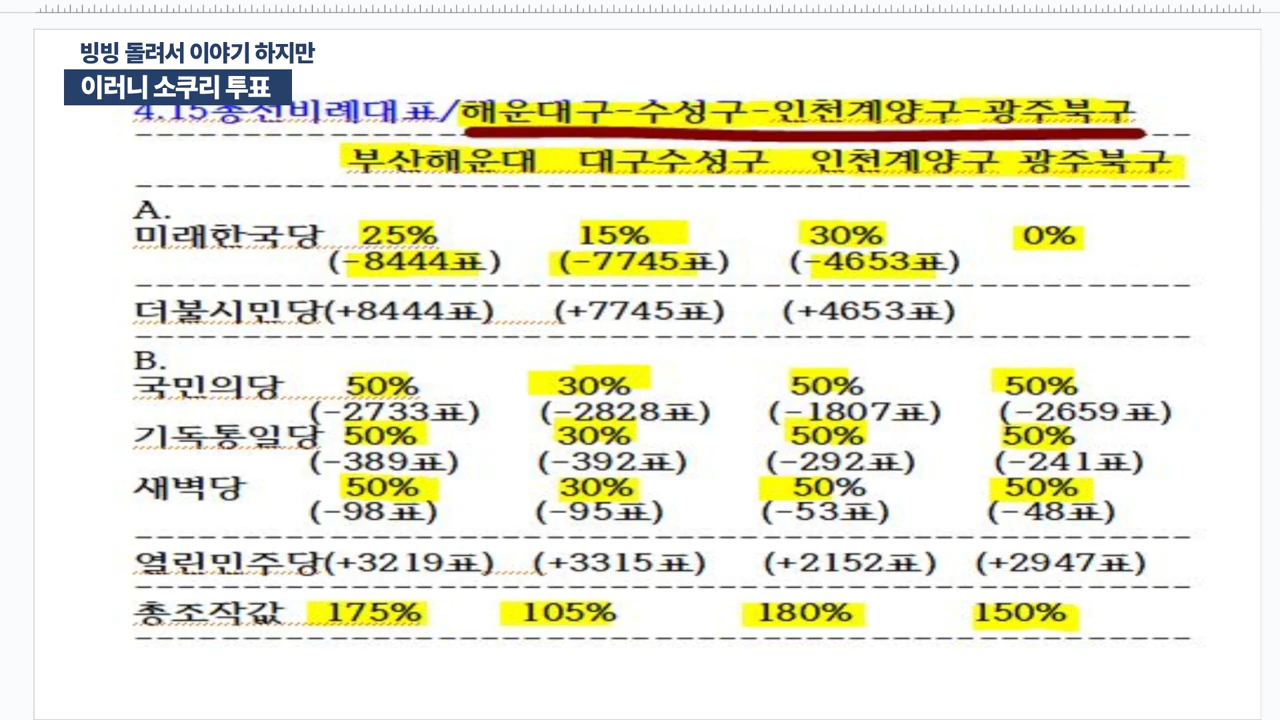 빙빙 돌려서 이야기 하지만
이러니 소쿠리 투표
4.15총선비례대표/해운대구-수성구-인천계양구-광주북구
부산해운대 대구수성구 인천계양구 광주북구
A.
미래한국당 25% 15% 30% 0%
(-8444표) (-7745표) (-4653표)
더불시민당(+8444표) (+7745표) (+4653표)
B.
국민의당 50% 30% 50% 50%
(-2733표) (-2828표) (-1807표) (-2659표)
기독통일당 50% 30% 50% 50%
(-389표) (-392표) (-292표) (-241표)
새벽당 50% 30% 50% 50%
(-98표) (-95표) (-53표) (-48표)
열린민주당(+3219표) (+3315표) (+2152표) (+2947표)
총조작값 175% 105% 180% 150%